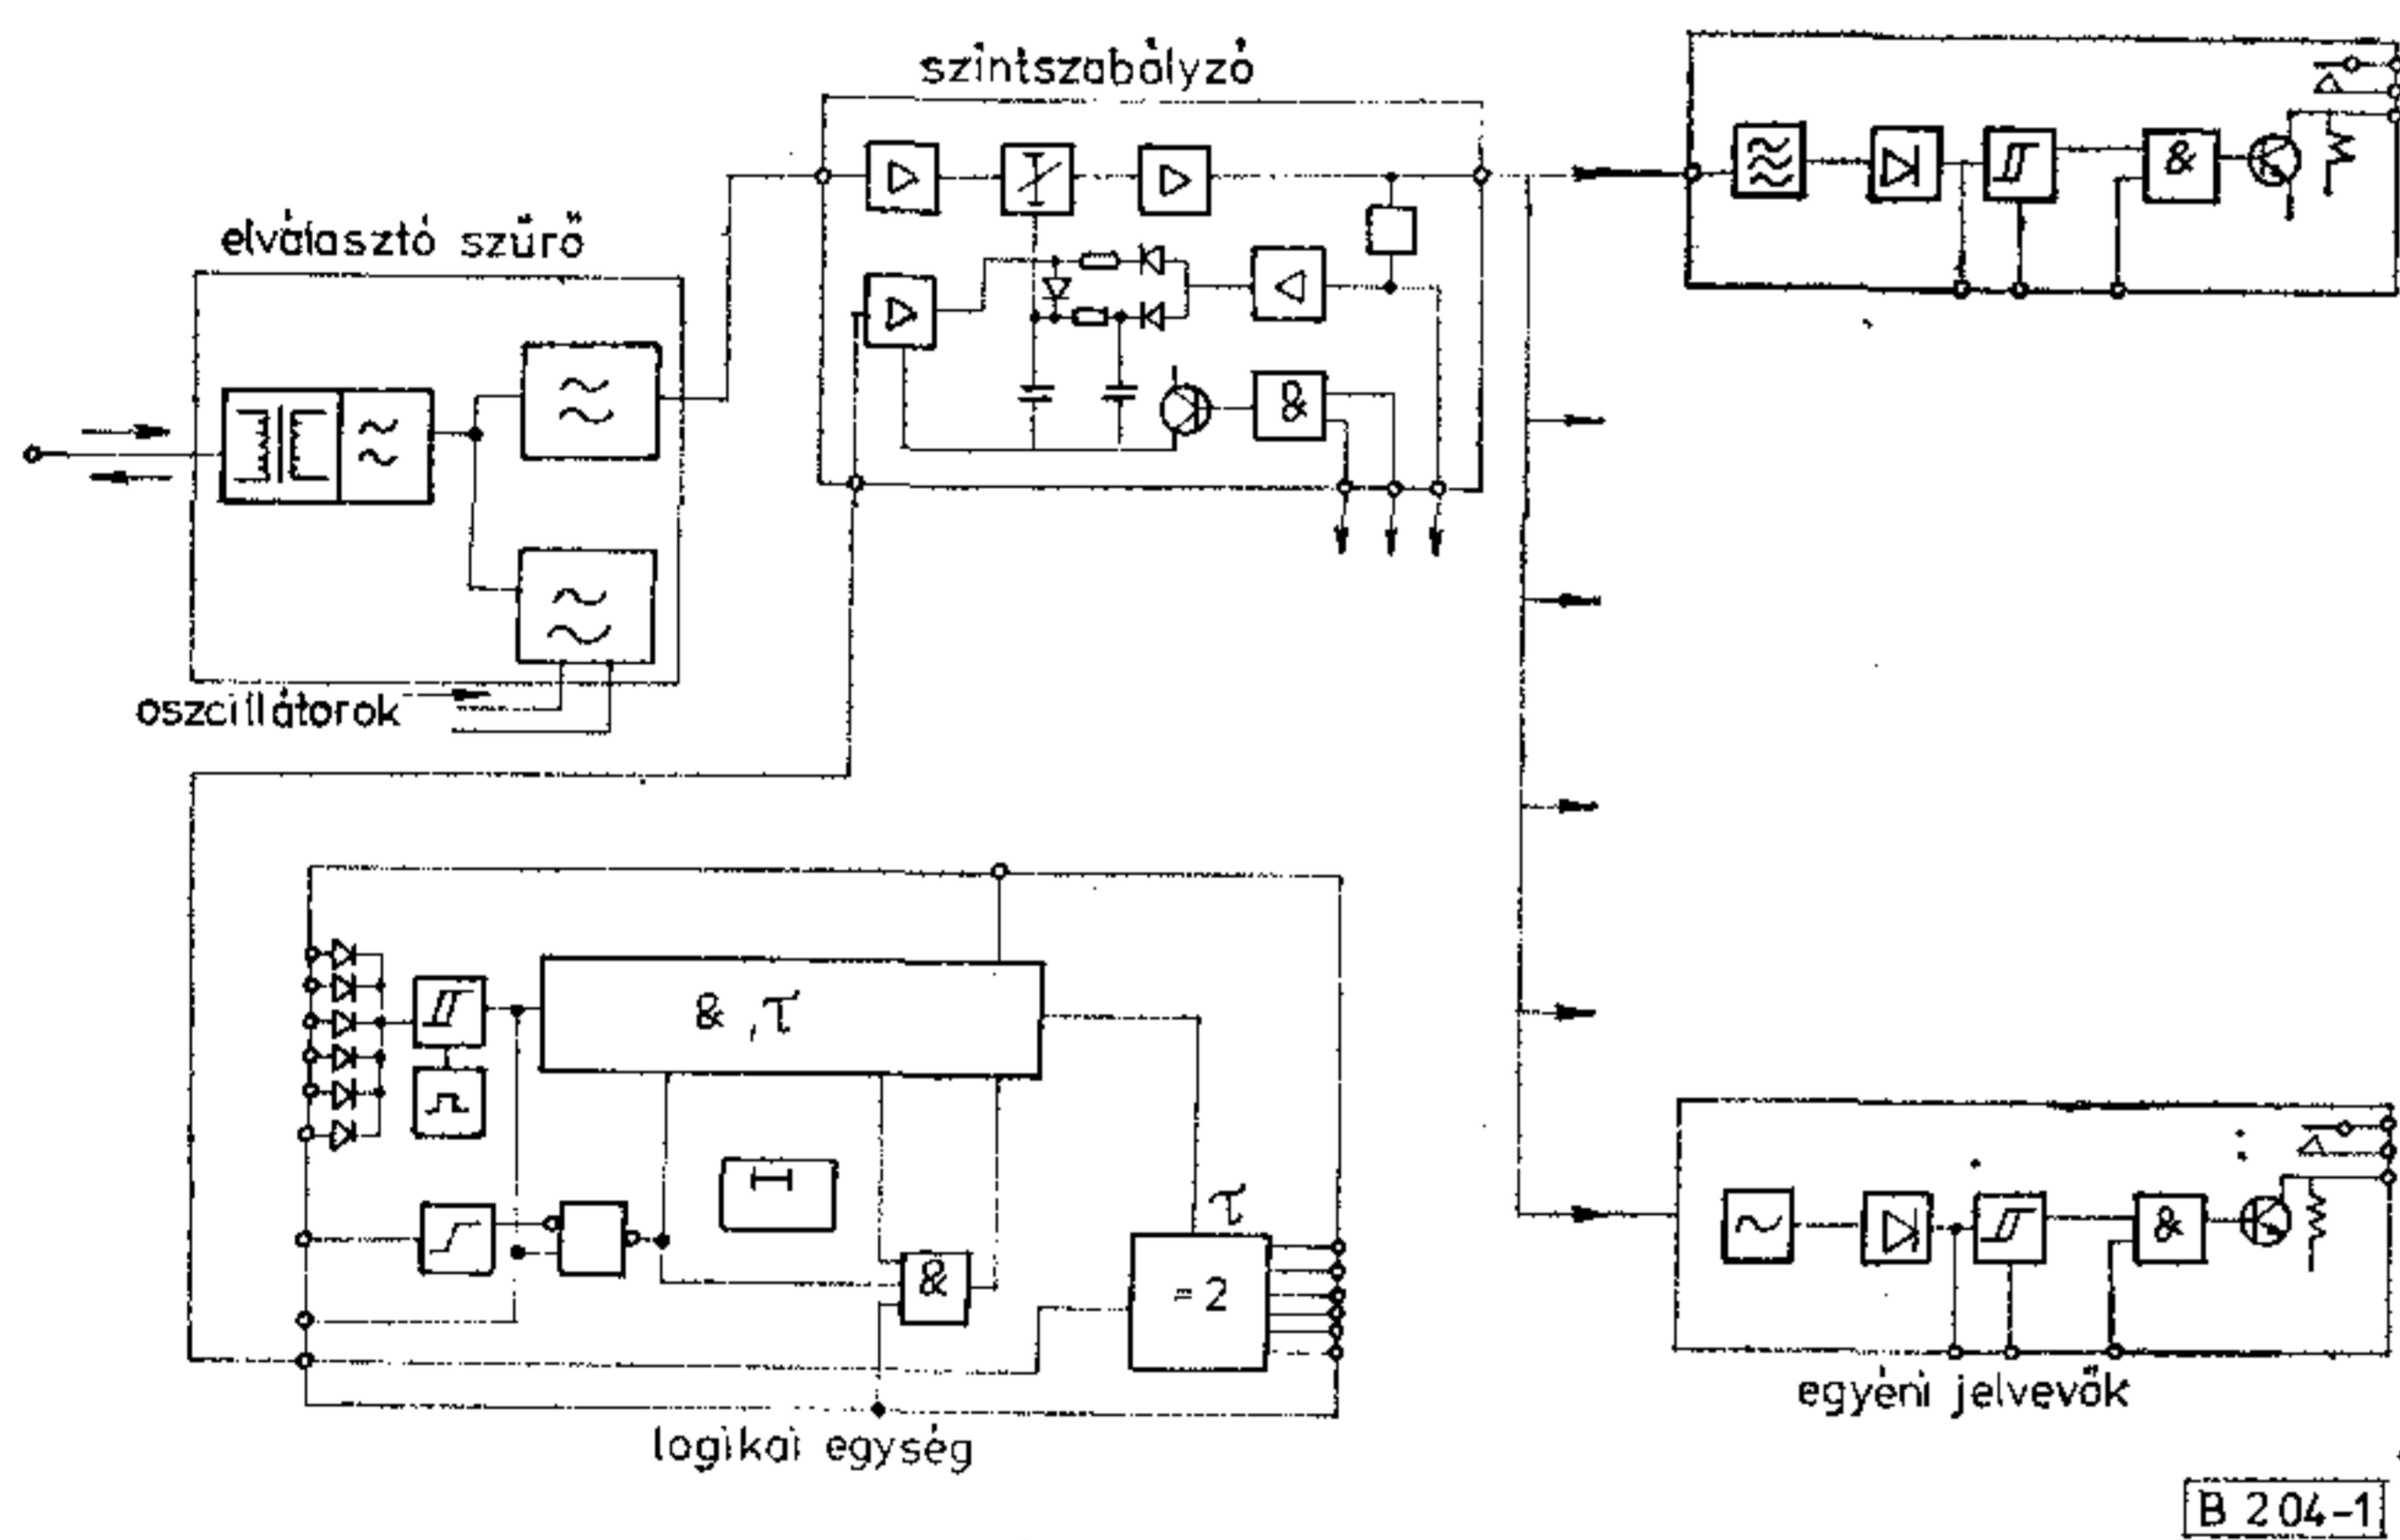 szintszabályzó
elválasztó szűrő
&
&
oszcillátorok
& , τ
τ
&
= 2
&
egyéni jelvevők
logikai egység
B 204-1